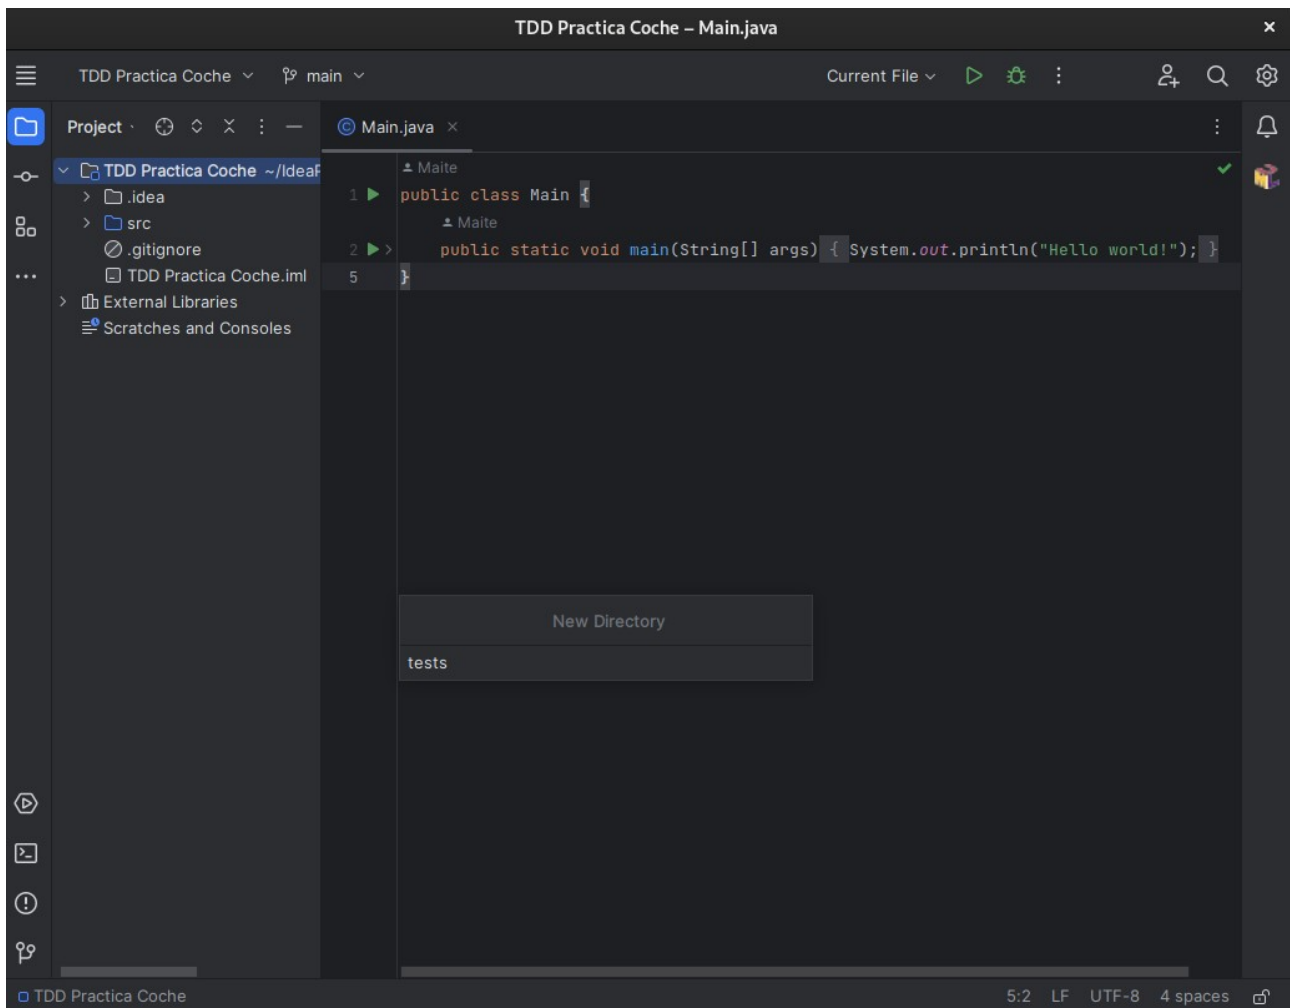 TDD Practica Coche – Main.java
TDD Practica Coche main Current File
Project Main.java
TDD Practica Coche ~/IdeaP
.idea
src
.gitignore
TDD Practica Coche.iml
External Libraries
Scratches and Consoles
Maite
1 public class Main {
Maite
2 public static void main(String[] args) { System.out.println("Hello world!"); }
5 }
New Directory
tests
TDD Practica Coche 5:2 LF UTF-8 4 spaces